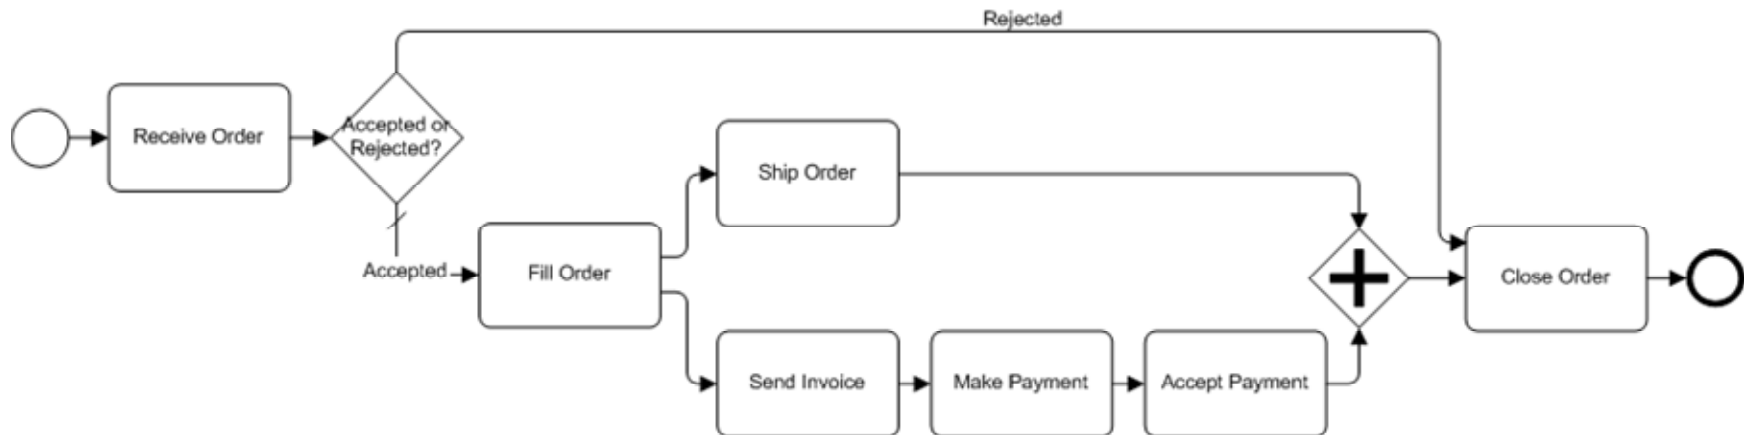 Rejected
Receive Order
Accepted or
Rejected?
Ship Order
Accepted
Fill Order
Close Order
Send Invoice
Make Payment
Accept Payment